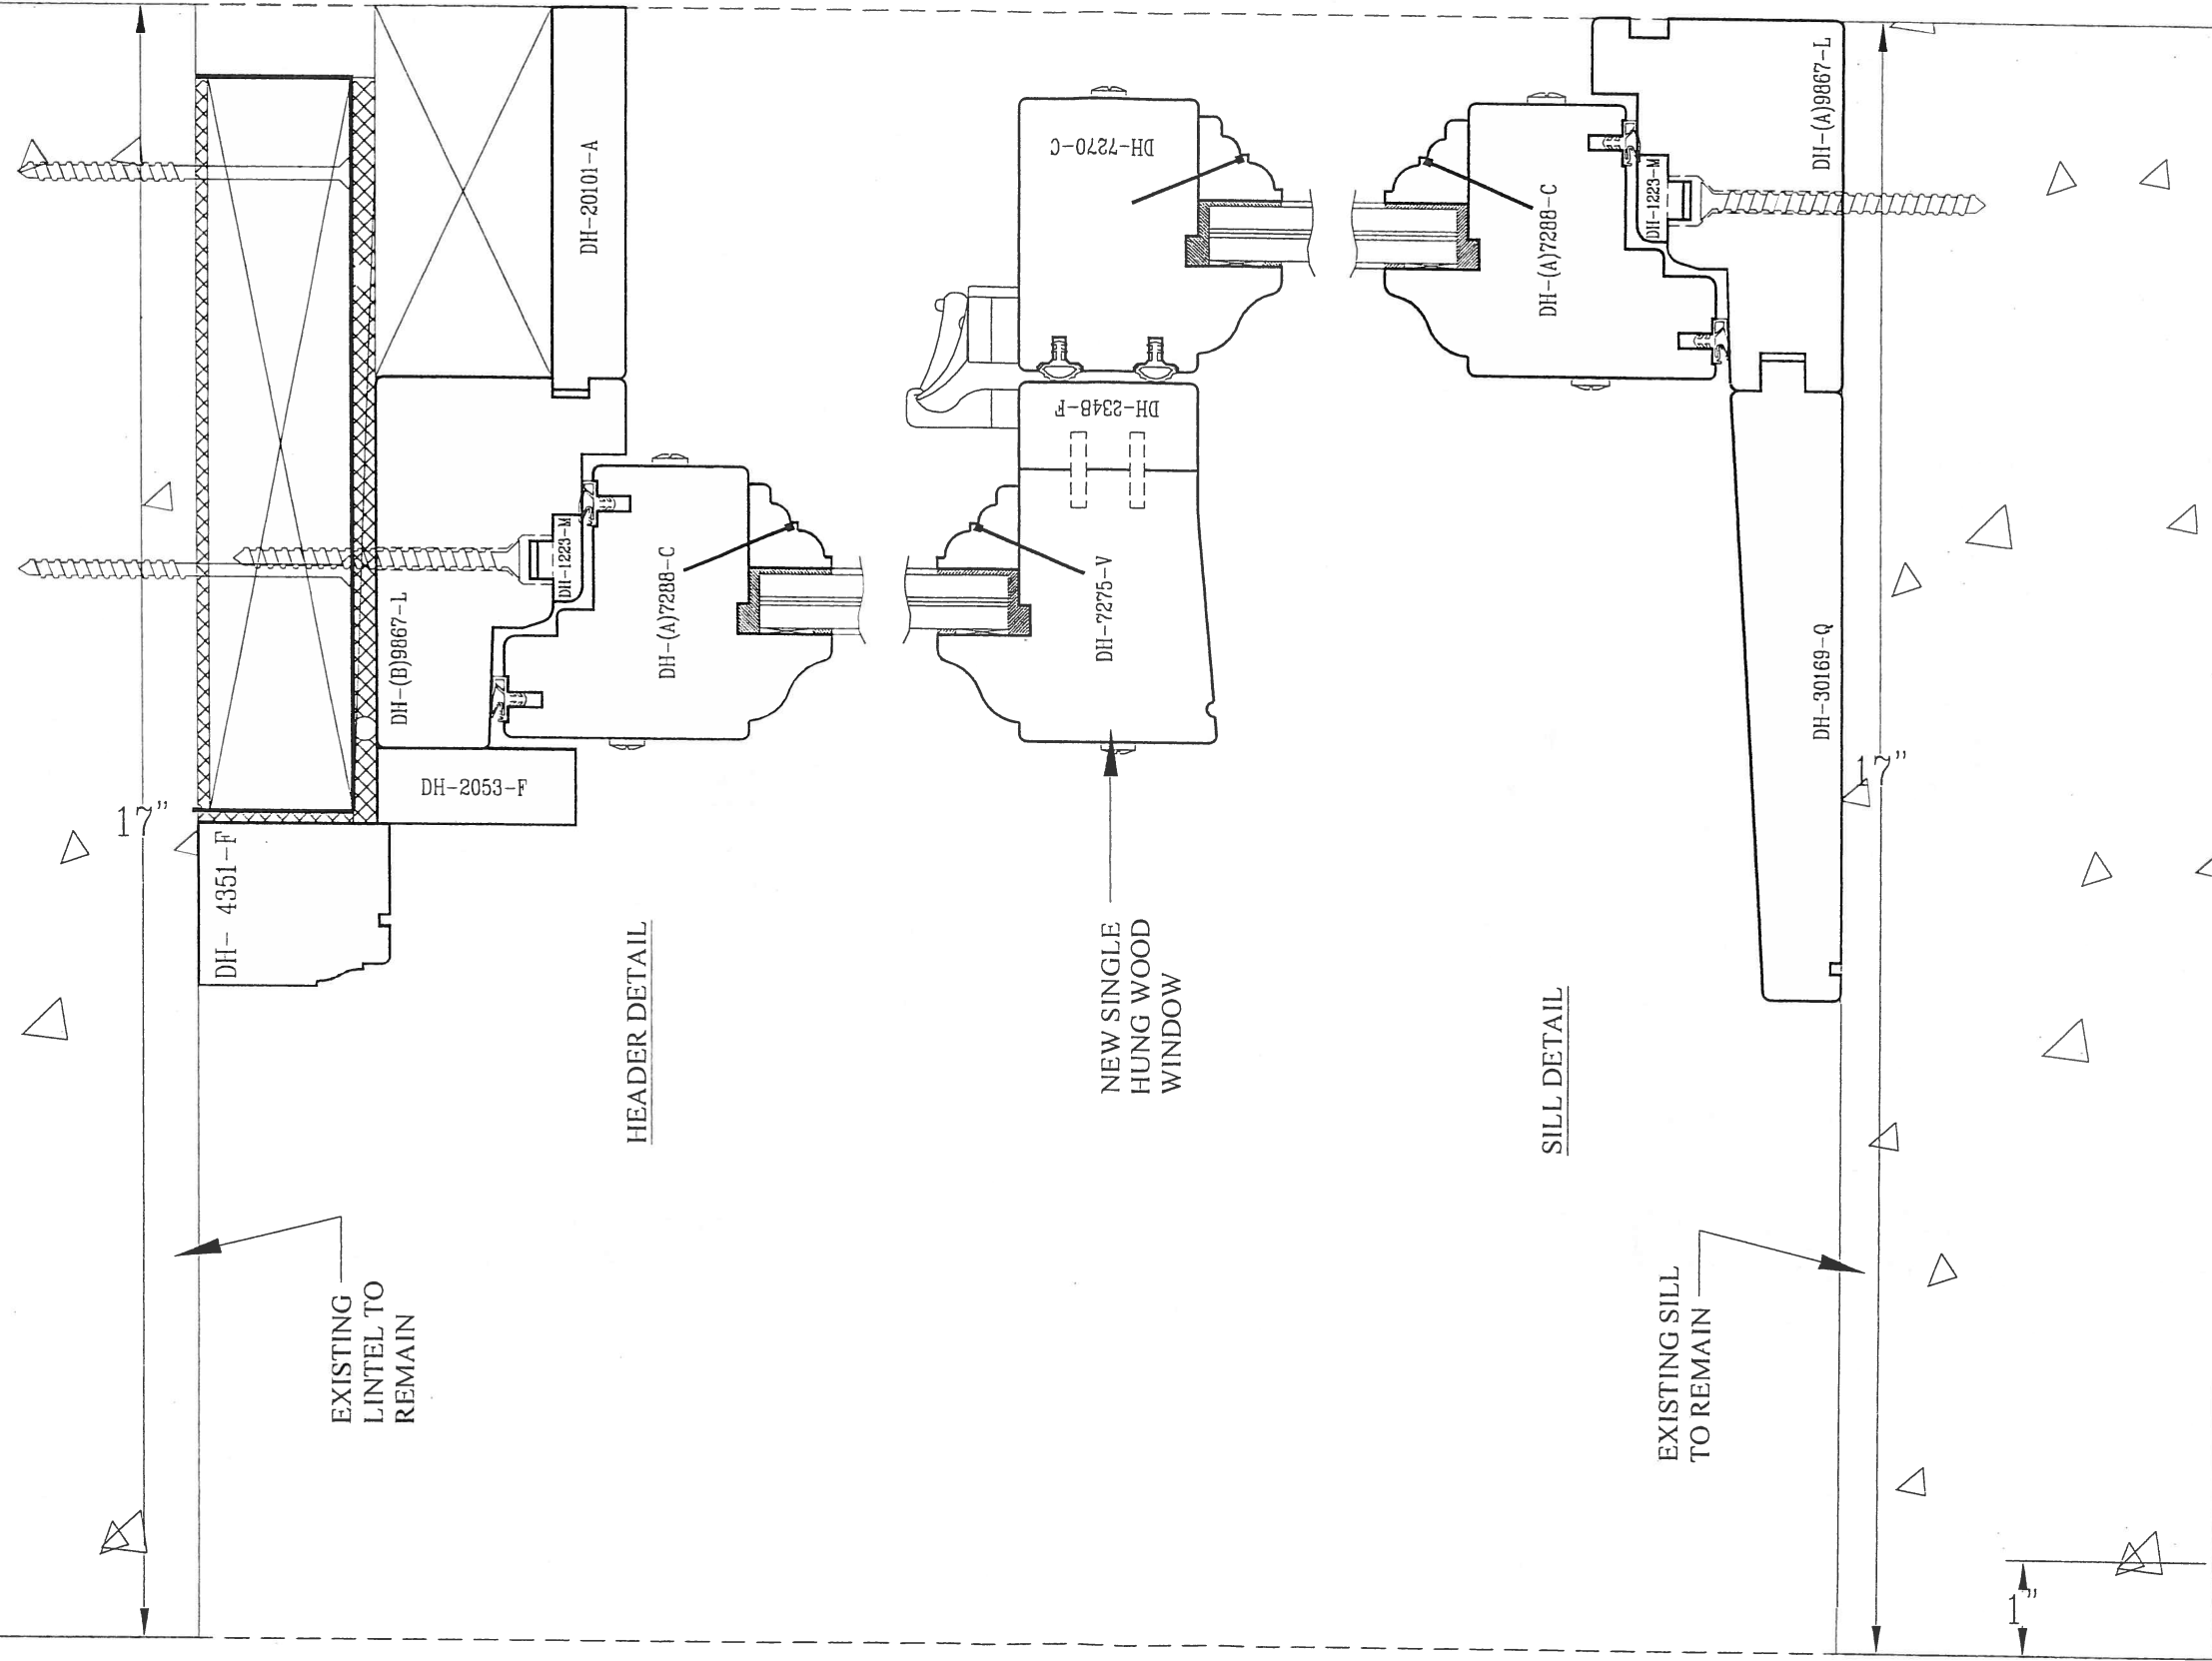 17"
DH- 4351-F
DH-2053-F
DH-(B)9867-L
DH-1223-M
DH-20101-A
DH-(A)7288-C
HEADER DETAIL
EXISTING
LINTEL TO
REMAIN
DH-7270-C
DH-2348-F
DH-7275-V
NEW SINGLE
HUNG WOOD
WINDOW
DH-(A)7288-C
DH-1223-M
DH-(A)9867-L
DH-30169-Q
SILL DETAIL
EXISTING SILL
TO REMAIN
17"
1"